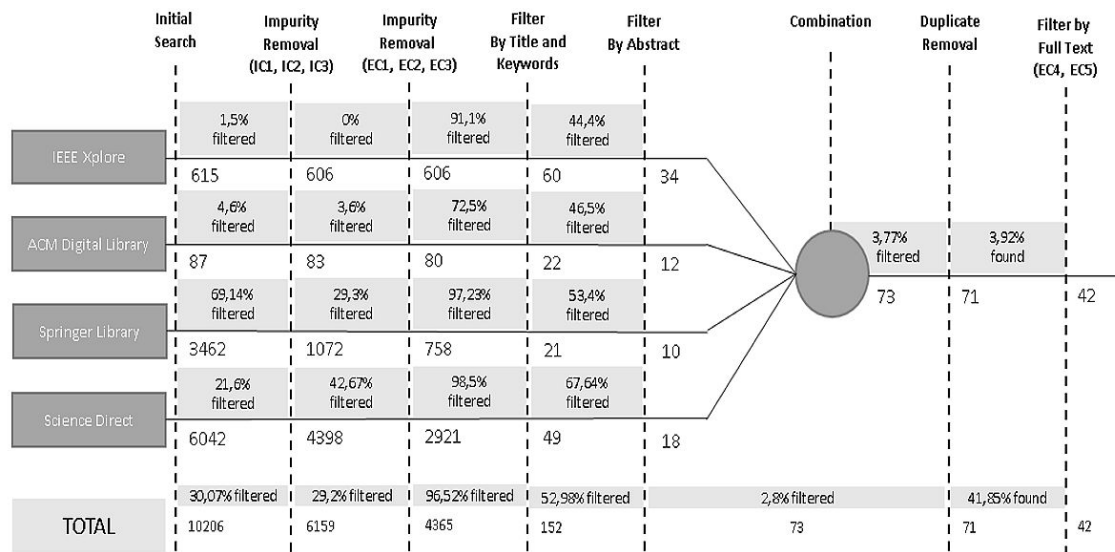 Initial
Search
Impurity
Removal
(IC1, IC2, IC3)
Impurity
Removal
(EC1, EC2, EC3)
Filter
By Title and
Keywords
Filter
By Abstract
Combination
Duplicate
Removal
Filter by
Full Text
(EC4, EC5)
IEEE Xplore
1,5%
filtered
0%
filtered
91,1%
filtered
44,4%
filtered
615
606
606
60
34
ACM Digital Library
4,6%
filtered
3,6%
filtered
72,5%
filtered
46,5%
filtered
87
83
80
22
12
3,77%
filtered
3,92%
found
73
71
42
Springer Library
69,14%
filtered
29,3%
filtered
97,23%
filtered
53,4%
filtered
3462
1072
758
21
10
Science Direct
21,6%
filtered
42,67%
filtered
98,5%
filtered
67,64%
filtered
6042
4398
2921
49
18
TOTAL
30,07% filtered
29,2% filtered
96,52% filtered
52,98% filtered
2,8% filtered
41,85% found
10206
6159
4365
152
73
71
42